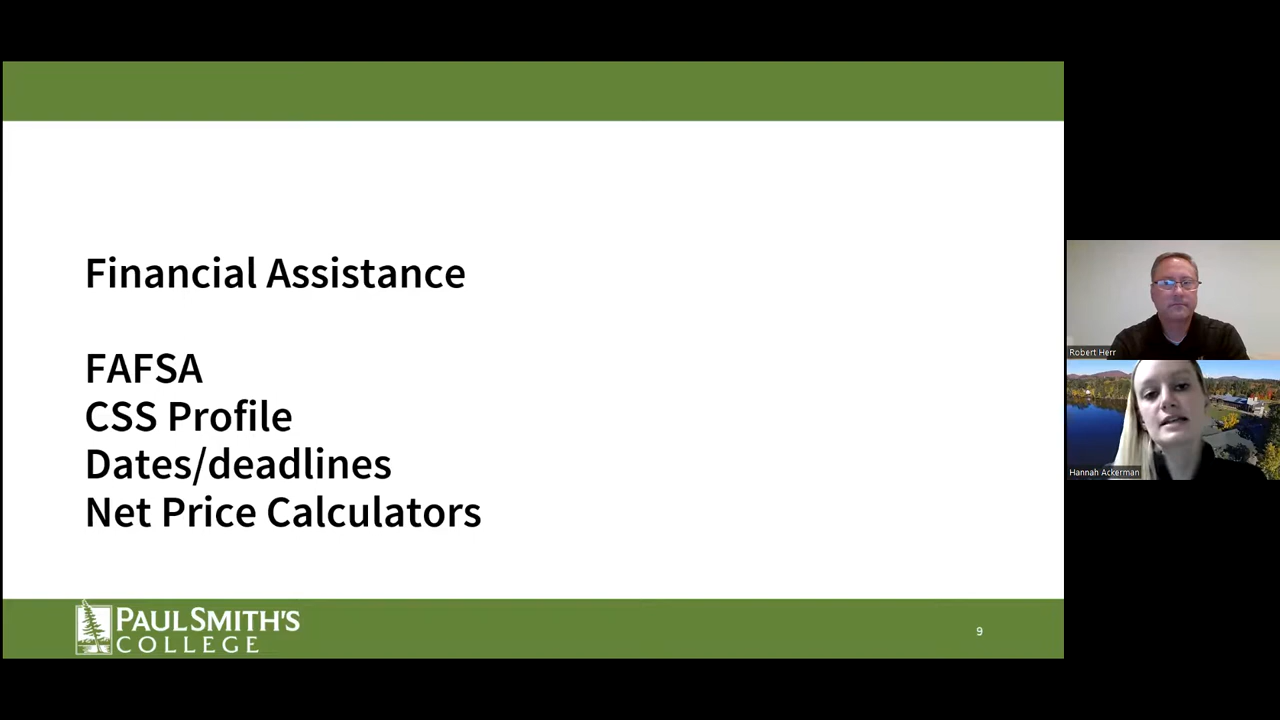 Financial Assistance
FAFSA
CSS Profile
Dates/deadlines
Net Price Calculators
PAUL SMITH'S
COLLEGE
9
Robert Herr
Hannah Ackerman